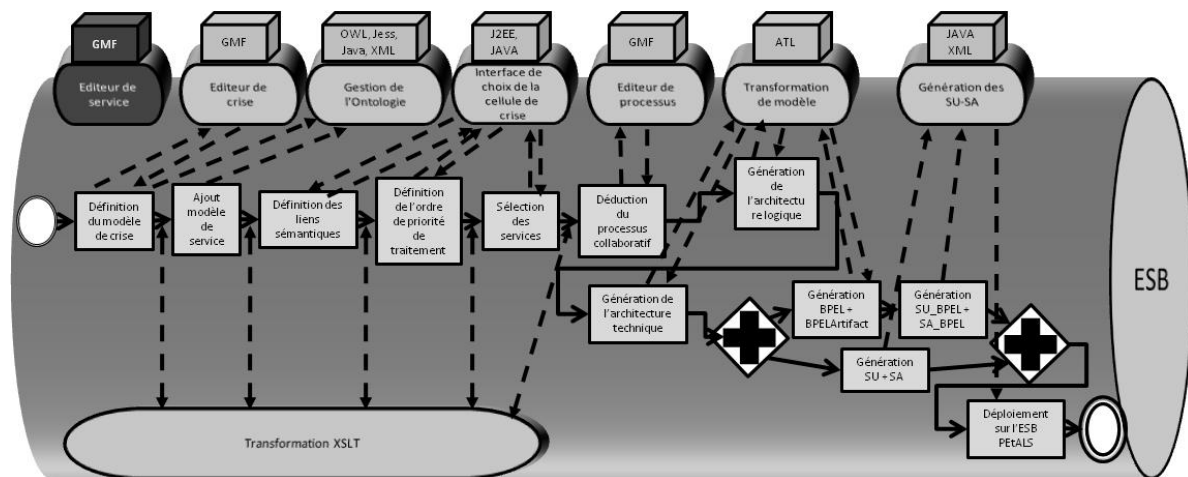 GMF
Editeur de
service
GMF
Editeur de
crise
OWL, Jess,
Java, XML
Gestion de
l'Ontologie
J2EE,
JAVA
Interface de
choix de la
cellule de
crise
GMF
Editeur de
processus
ATL
Transformation
de modèle
JAVA
XML
Génération des
SU-SA
Définition
du modèle
de crise
Ajout
modèle
de
service
Définition des
liens
sémantiques
Définition
de l'ordre
de priorité
de
traitement
Sélection
des
services
Déduction
du
processus
collaboratif
Génération
de
l'architectu
re logique
Génération de
l'architecture
technique
Génération
BPEL +
BPELArtifact
Génération
SU_BPEL +
SA_BPEL
Génération
SU + SA
Déploiement
sur l'ESB
PEtALS
Transformation XSLT
ESB